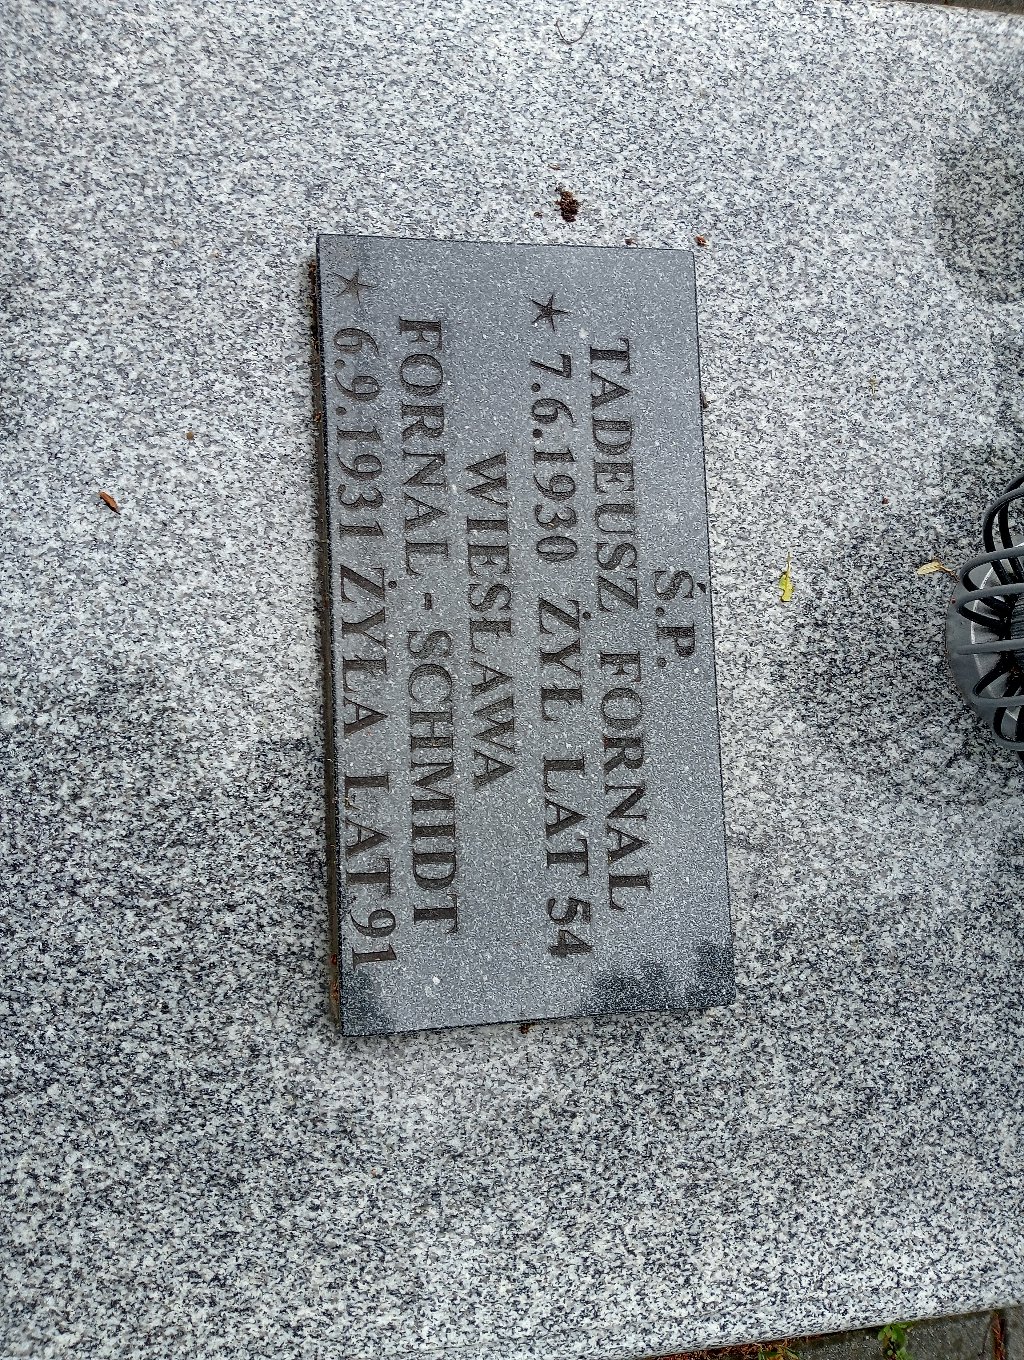 Ś.P.
TADEUSZ FORNAL
★ 7.6.1930 ŻYŁ LAT 54
WIESŁAWA
FORNAL - SCHMIDT
★ 6.9.1931 ŻYŁA LAT 91